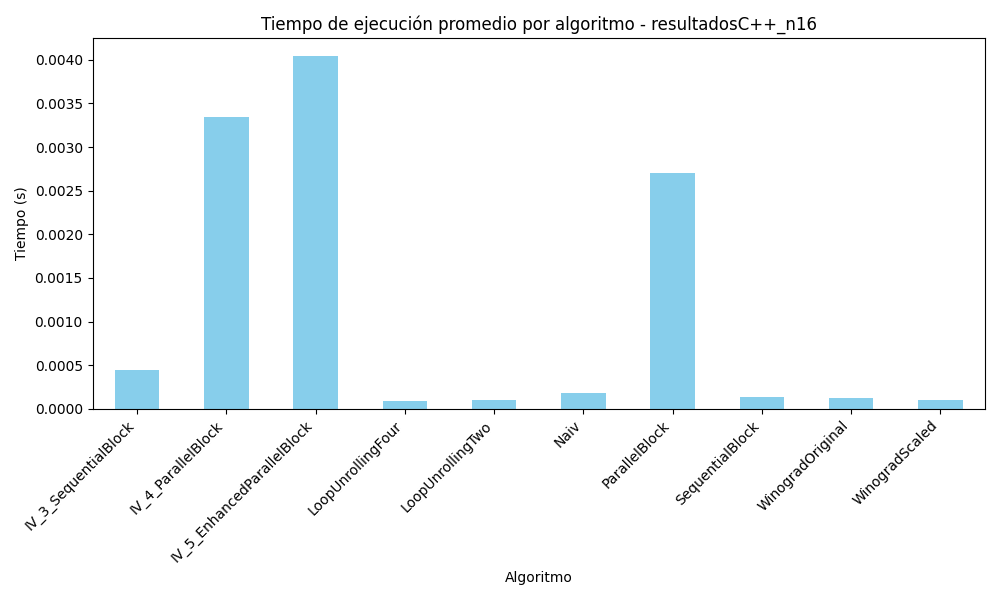 Tiempo de ejecución promedio por algoritmo - resultadosC++_n16
Tiempo (s)
0.0040
0.0035
0.0030
0.0025
0.0020
0.0015
0.0010
0.0005
0.0000
IV_3_SequentialBlock
IV_4_ParallelBlock
IV_5_EnhancedParallelBlock
LoopUnrollingFour
LoopUnrollingTwo
Naiv
ParallelBlock
SequentialBlock
WinogradOriginal
WinogradScaled
Algoritmo